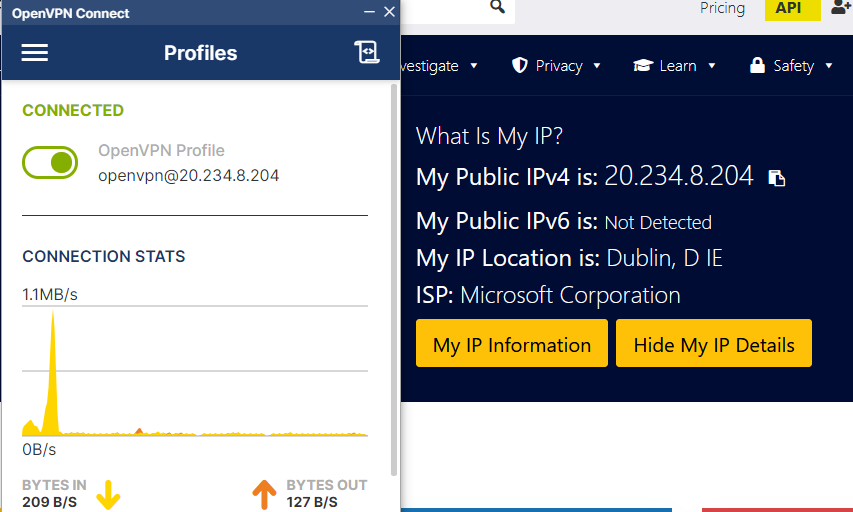 OpenVPN Connect
Profiles
CONNECTED
OpenVPN Profile
openvpn@20.234.8.204
CONNECTION STATS
1.1MB/s
0B/s
BYTES IN
209 B/S
BYTES OUT
127 B/S
Pricing
API
vestigate
Privacy
Learn
Safety
What Is My IP?
My Public IPv4 is: 20.234.8.204
My Public IPv6 is: Not Detected
My IP Location is: Dublin, D IE
ISP: Microsoft Corporation
My IP Information
Hide My IP Details